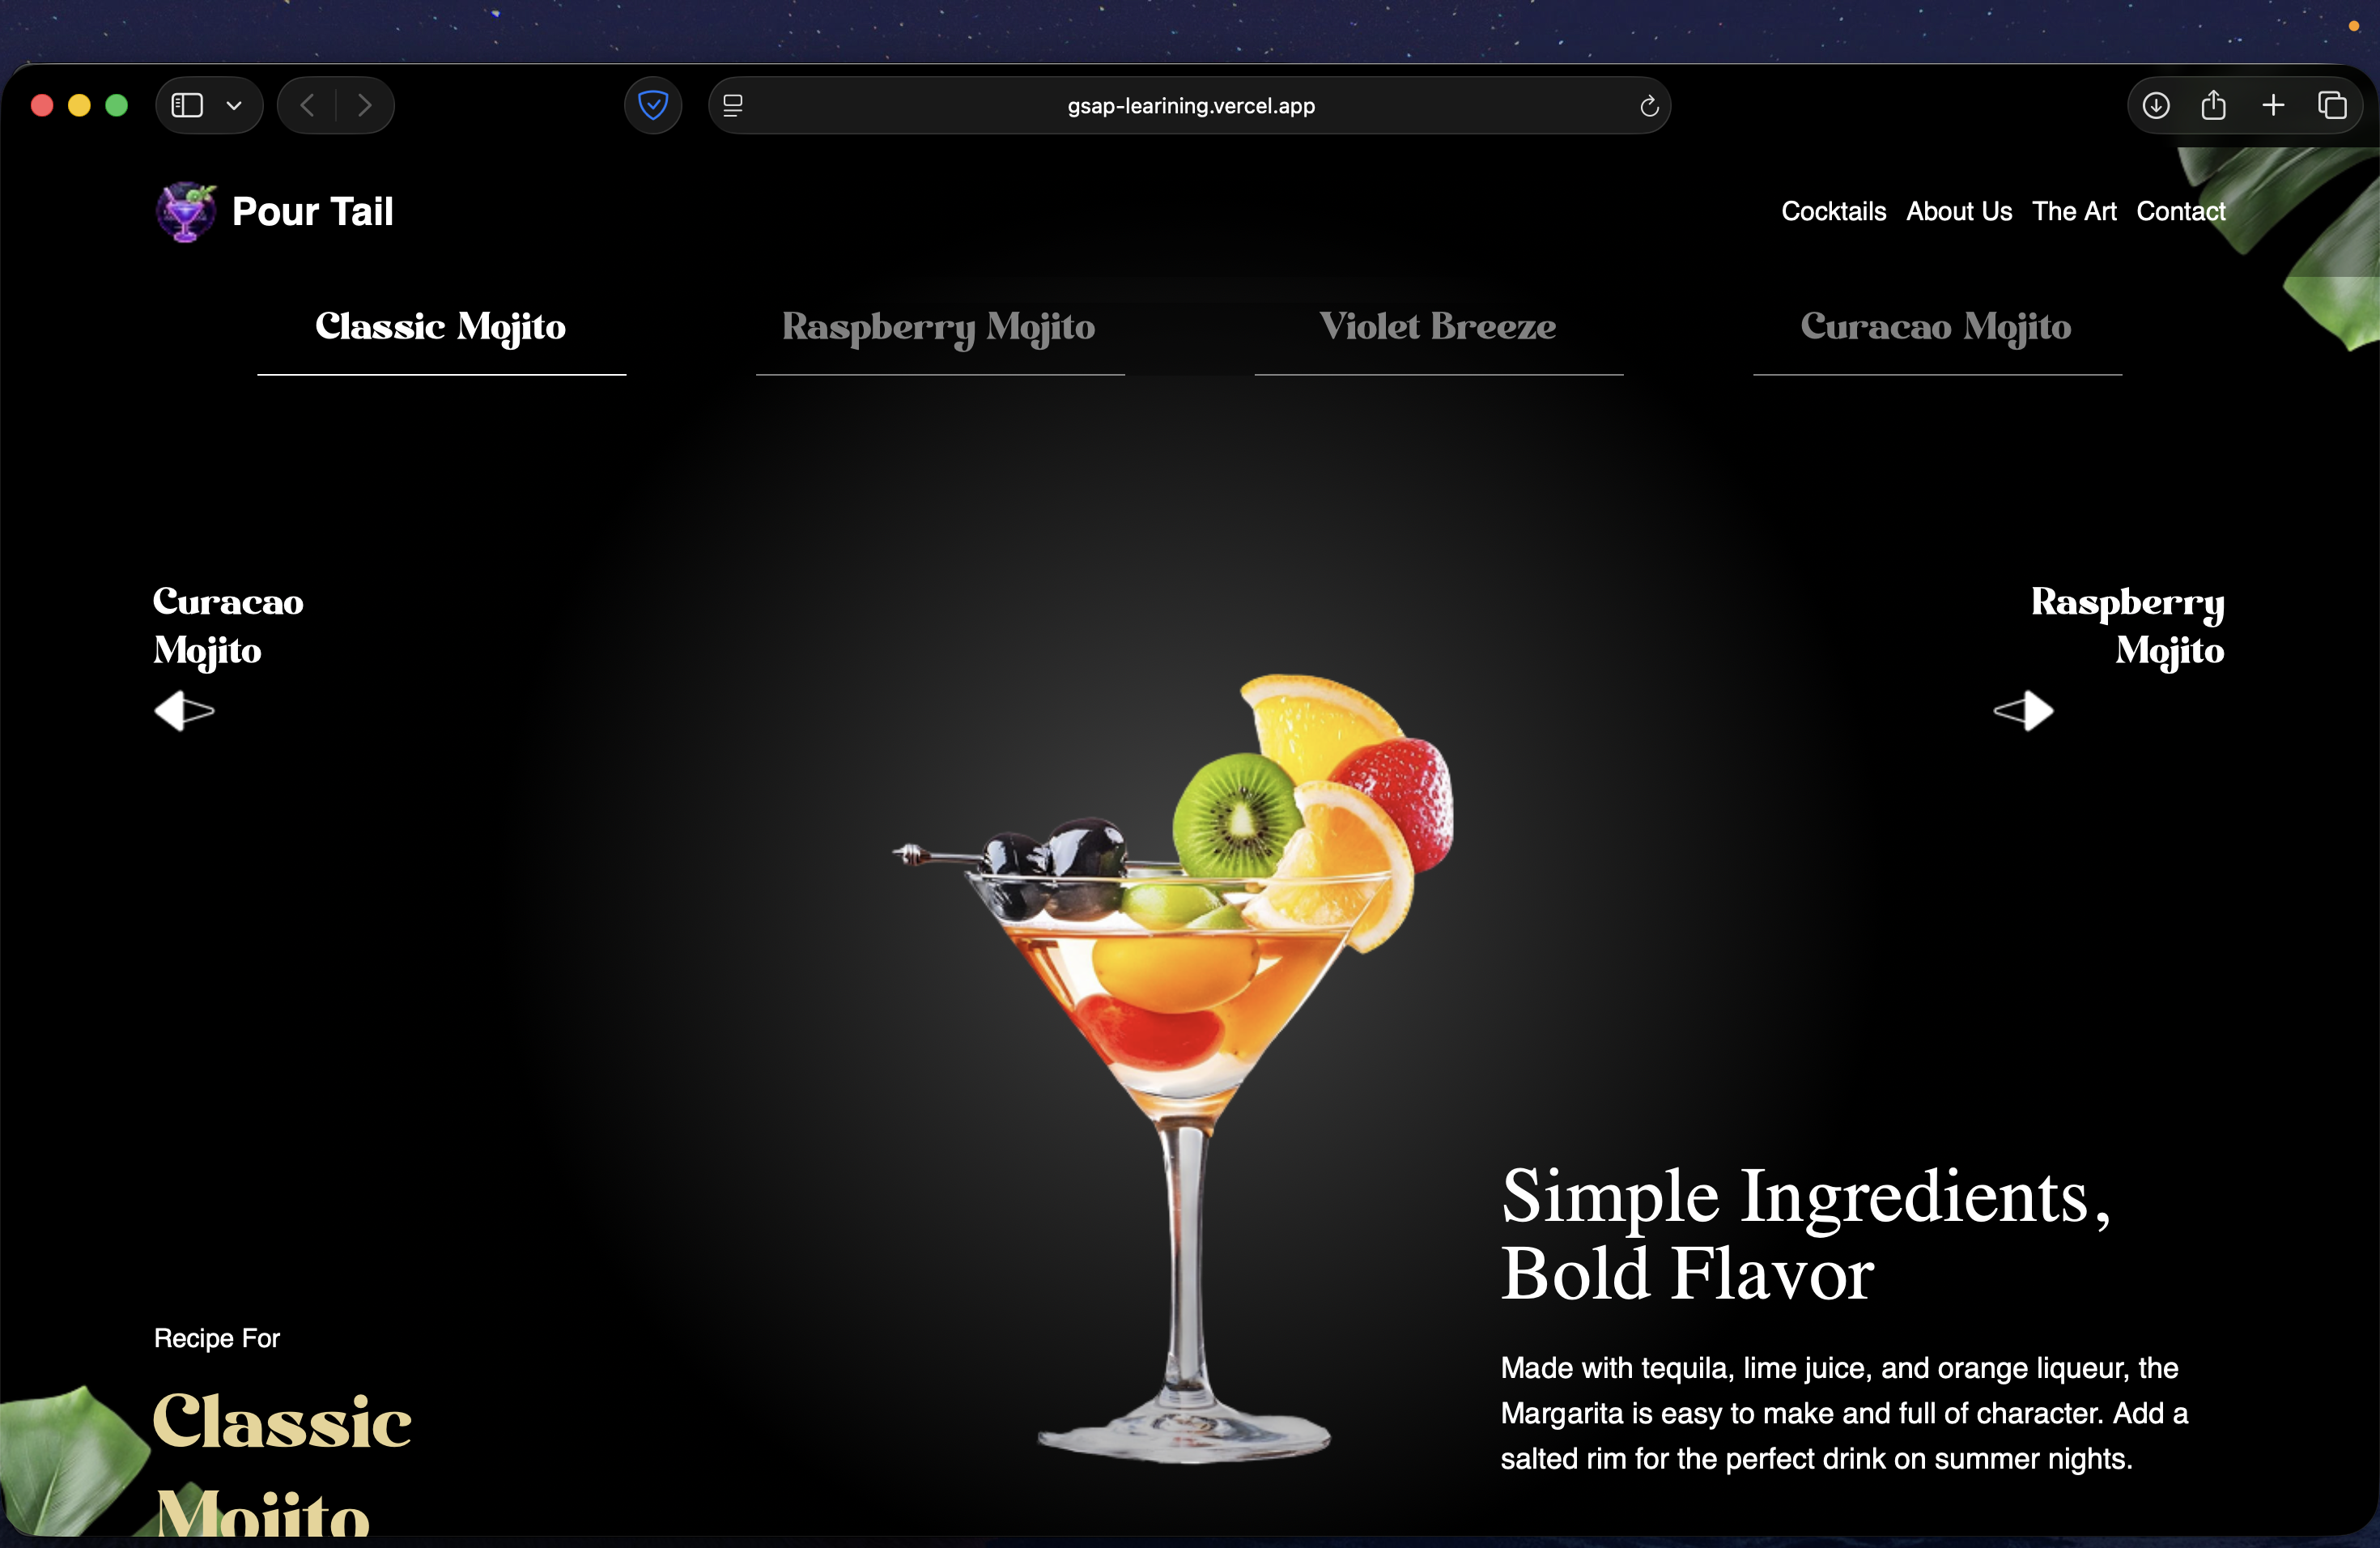 gsap-learining.vercel.app
Pour Tail
Cocktails About Us The Art Contact
Classic Mojito Raspberry Mojito Violet Breeze Curacao Mojito
Curacao
Mojito
Raspberry
Mojito
Simple Ingredients,
Bold Flavor
Made with tequila, lime juice, and orange liqueur, the
Margarita is easy to make and full of character. Add a
salted rim for the perfect drink on summer nights.
Recipe For
Classic
Mojito